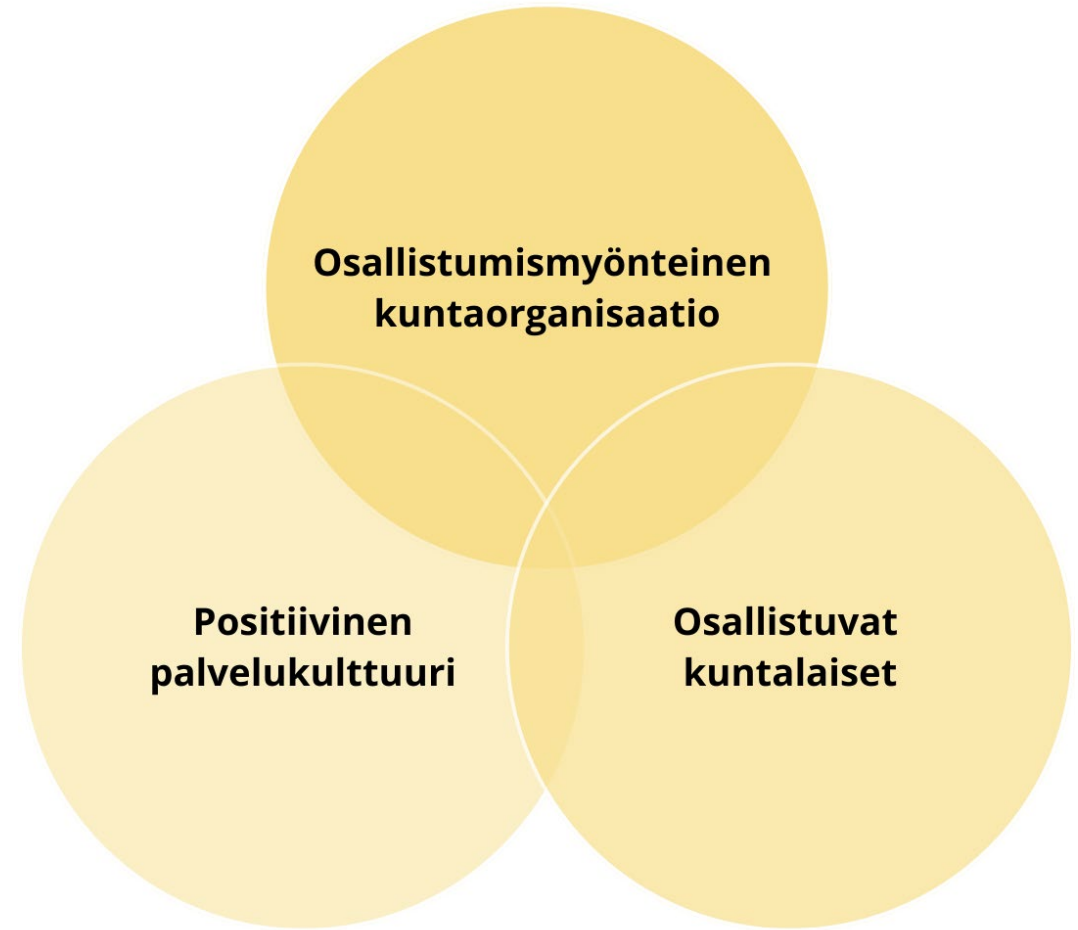 Osallistumismyönteinen
kuntaorganisaatio
Positiivinen
palvelukulttuuri
Osallistuvat
kuntalaiset